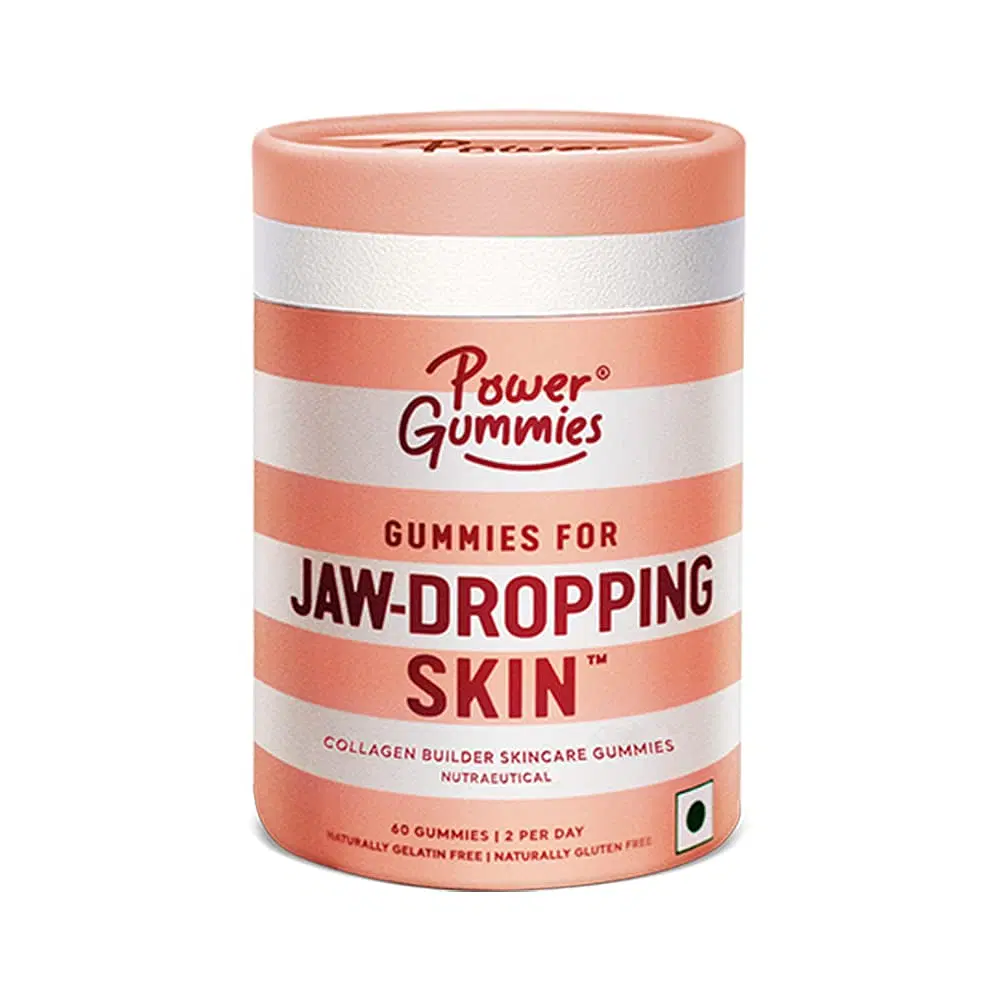 Power
Power®
Gummies
GUMMIES FOR
JAW-DROPPING
SKIN™
COLLAGEN BUILDER SKINCARE GUMMIES
NUTRAEUTICAL
60 GUMMIES | 2 PER DAY
NATURALLY GELATIN FREE | NATURALLY GLUTEN FREE